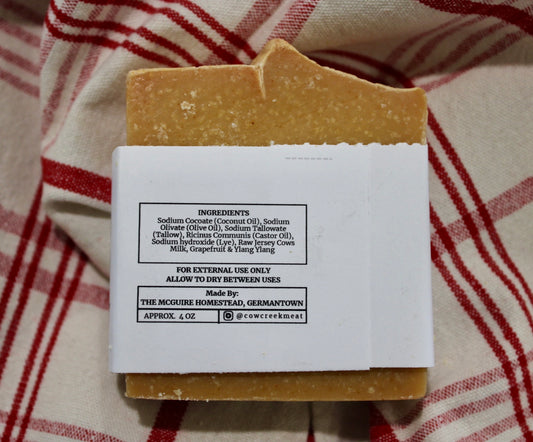 INGREDIENTS
Sodium Cocoate (Coconut Oil), Sodium
Olivate (Olive Oil), Sodium Tallowate
(Tallow), Ricinus Communis (Castor Oil),
Sodium hydroxide (Lye), Raw Jersey Cows
Milk, Grapefruit & Ylang Ylang
FOR EXTERNAL USE ONLY
ALLOW TO DRY BETWEEN USES
Made By:
THE MCGUIRE HOMESTEAD, GERMANTOWN
APPROX. 4 OZ @cowcreekmeat